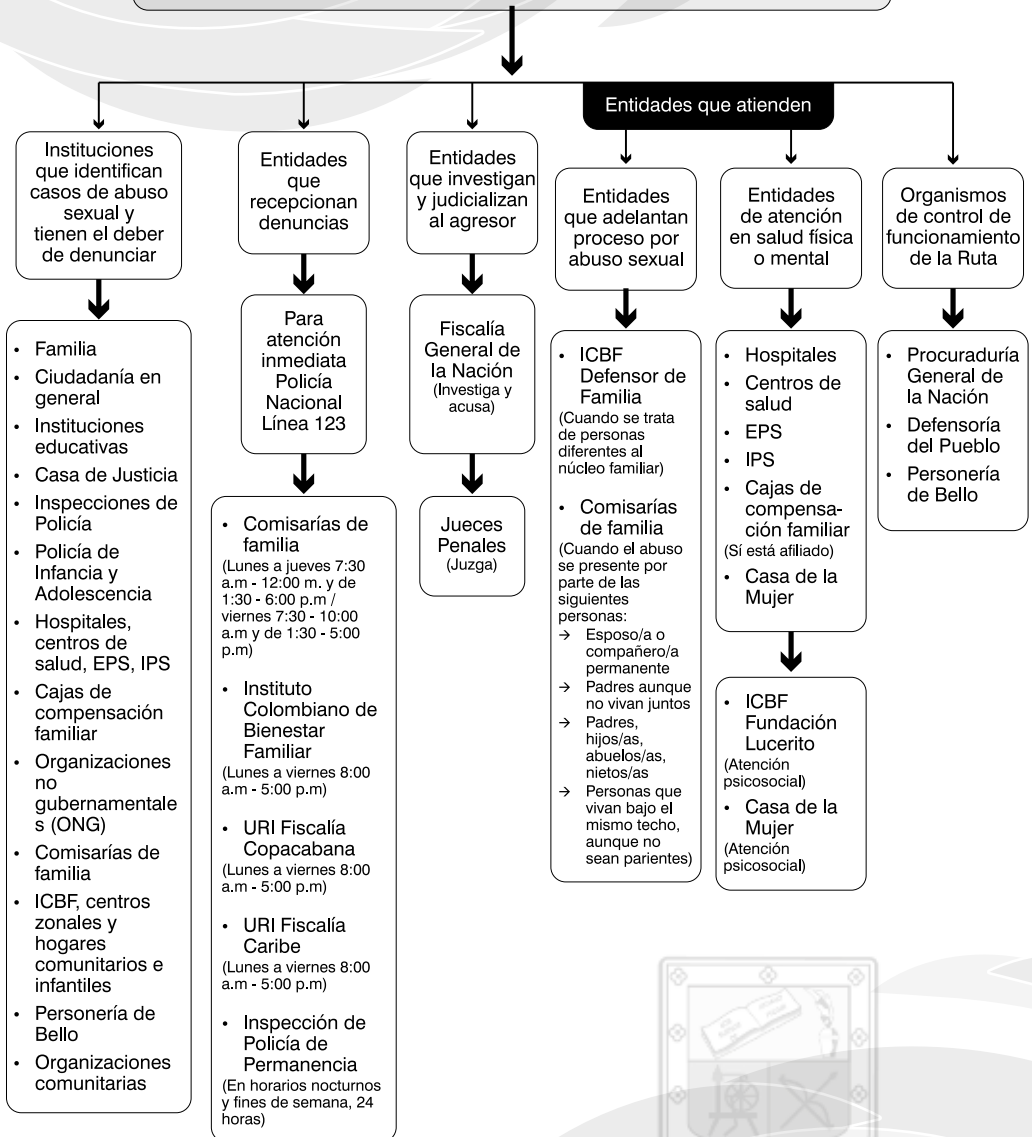 Entidades que atienden
Instituciones
que identifican
casos de abuso
sexual y
tienen el deber
de denunciar
• Familia
• Ciudadanía en
general
• Instituciones
educativas
• Casa de Justicia
• Inspecciones de
Policía
• Policía de
Infancia y
Adolescencia
• Hospitales,
centros de
salud, EPS, IPS
• Cajas de
compensación
familiar
• Organizaciones
no
gubernamentale
s (ONG)
• Comisarías de
familia
• ICBF, centros
zonales y
hogares
comunitarios e
infantiles
• Personería de
Bello
• Organizaciones
comunitarias
Entidades
que
recepcionan
denuncias
Para
atención
inmediata
Policía
Nacional
Línea 123
• Comisarías de
familia
(Lunes a jueves 7:30
a.m - 12:00 m. y de
1:30 - 6:00 p.m /
viernes 7:30 - 10:00
a.m y de 1:30 - 5:00
p.m)
• Instituto
Colombiano de
Bienestar
Familiar
(Lunes a viernes 8:00
a.m - 5:00 p.m)
• URI Fiscalía
Copacabana
(Lunes a viernes 8:00
a.m - 5:00 p.m)
• URI Fiscalía
Caribe
(Lunes a viernes 8:00
a.m - 5:00 p.m)
• Inspección de
Policía de
Permanencia
(En horarios nocturnos
y fines de semana, 24
horas)
Entidades
que investigan
y judicializan
al agresor
Fiscalía
General de
la Nación
(Investiga y
acusa)
Jueces
Penales
(Juzga)
Entidades
que adelantan
proceso por
abuso sexual
• ICBF
Defensor de
Familia
(Cuando se trata
de personas
diferentes al
núcleo familiar)
• Comisarías
de familia
(Cuando el abuso
se presente por
parte de las
siguientes
personas:
→ Esposo/a o
compañero/a
permanente
→ Padres aunque
no vivan juntos
→ Padres,
hijos/as,
abuelos/as,
nietos/as
→ Personas que
vivan bajo el
mismo techo,
aunque no
sean parientes)
Entidades
de atención
en salud física
o mental
• Hospitales
• Centros de
salud
• EPS
• IPS
• Cajas de
compensa-
ción familiar
(Sí está afiliado)
• Casa de la
Mujer
• ICBF
Fundación
Lucerito
(Atención
psicosocial)
• Casa de la
Mujer
(Atención
psicosocial)
Organismos
de control de
funcionamiento
de la Ruta
• Procuraduría
General de
la Nación
• Defensoría
del Pueblo
• Personería
de Bello